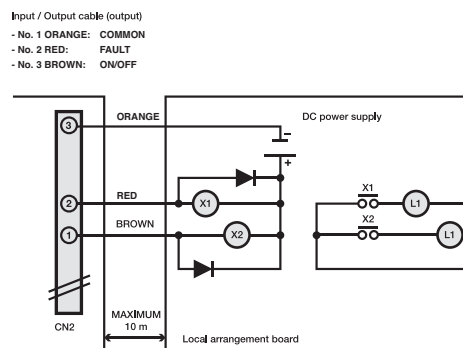 Input / Output cable (output)
- No. 1 ORANGE: COMMON
- No. 2 RED: FAULT
- No. 3 BROWN: ON/OFF
3
ORANGE
DC power supply
–
+
2
RED
X1
X1
L1
1
BROWN
X2
X2
L1
CN2
MAXIMUM
10 m
Local arrangement board